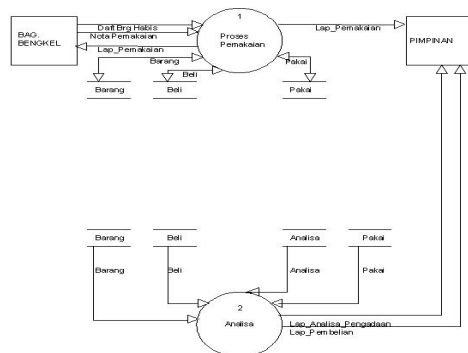 1
BAG. BENGKEL
Daft Brg Habis
Nota Pemakaian
Lap_Pemakaian
Proses Pemakaian
Lap_Pemakaian
PIMPINAN
Barang
Beli
Pakai
Barang
Beli
Pakai
Barang
Beli
Analisa
Pakai
Barang
Beli
Analisa
Pakai
2
Analisa
Lap_Analisa_Pengadaan
Lap_Pembelian